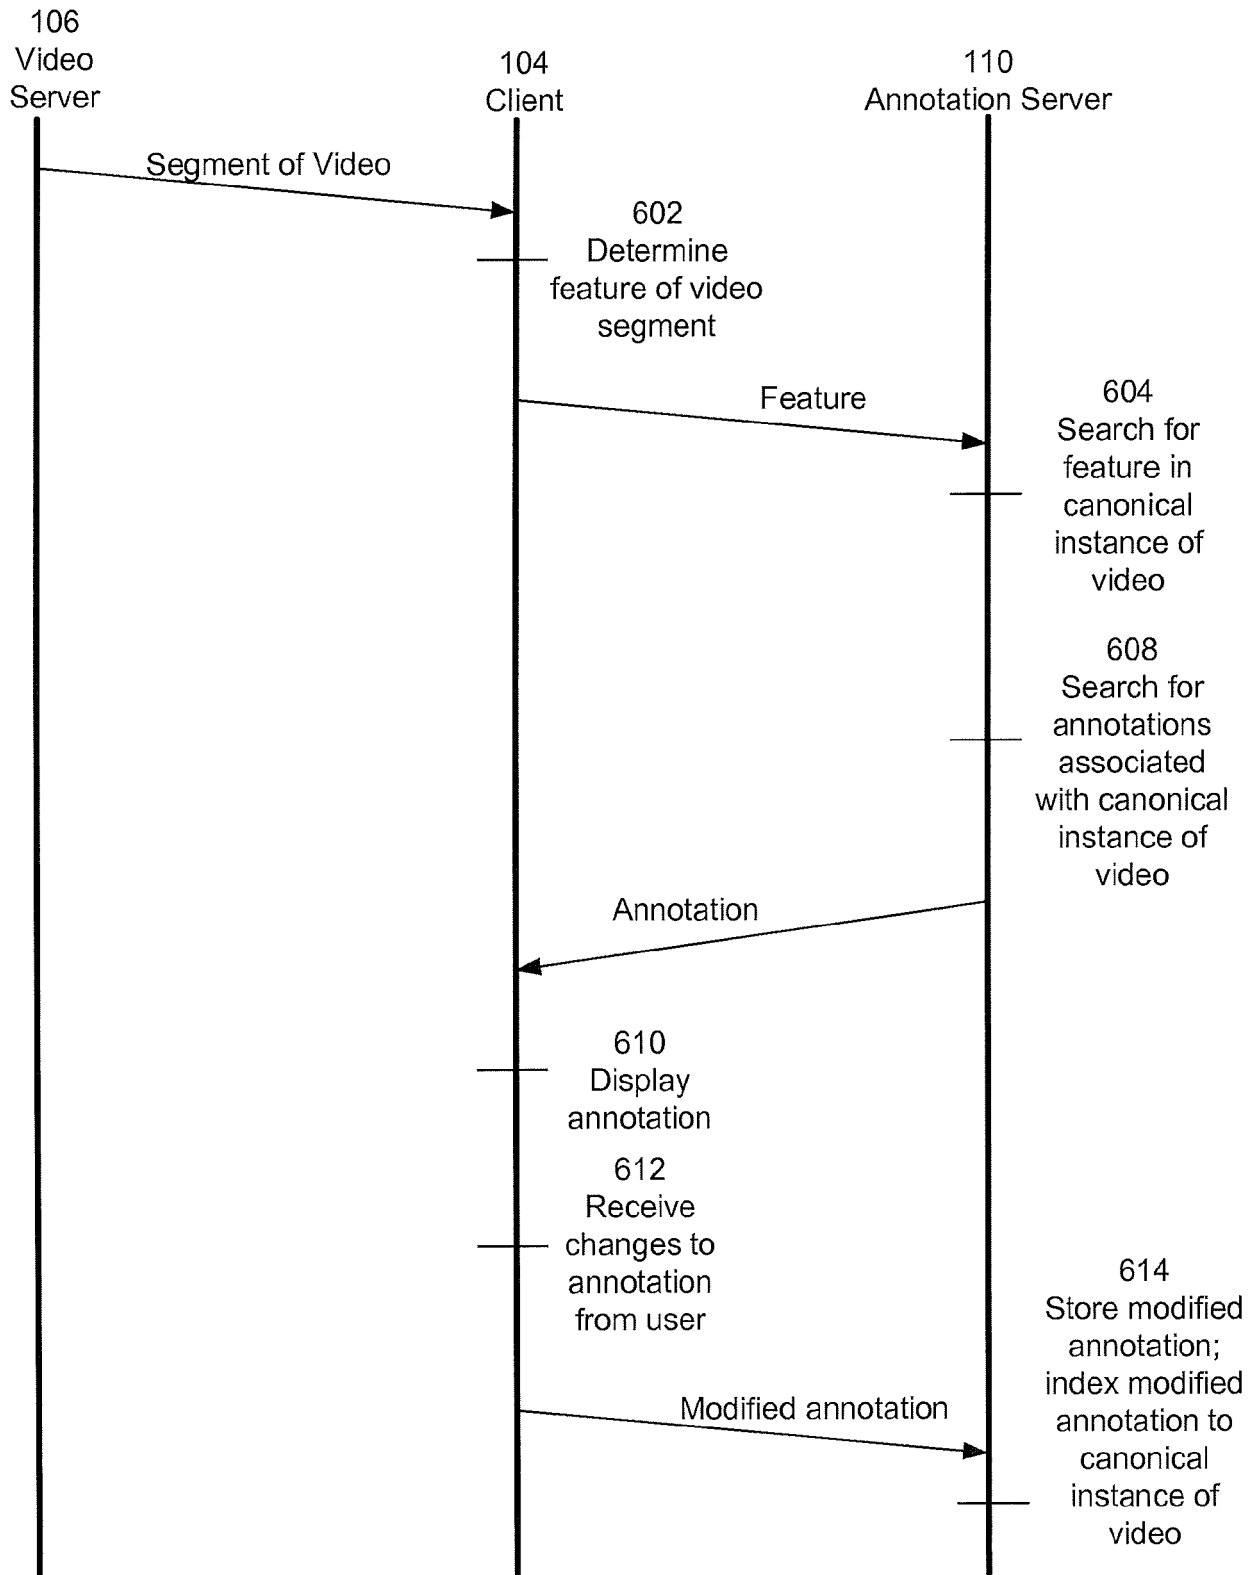 106
Video
Server
104
Client
110
Annotation Server
Segment of Video
602
Determine
feature of video
segment
Feature
604
Search for
feature in
canonical
instance of
video
608
Search for
annotations
associated
with canonical
instance of
video
Annotation
610
Display
annotation
612
Receive
changes to
annotation
from user
Modified annotation
614
Store modified
annotation;
index modified
annotation to
canonical
instance of
video